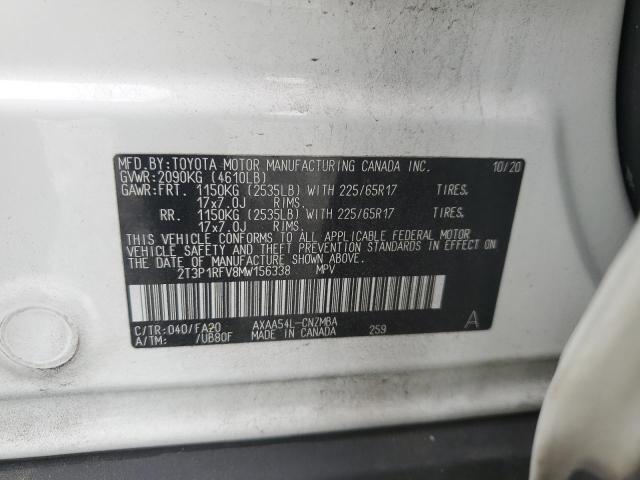 MFD.BY:TOYOTA MOTOR MANUFACTURING CANADA INC. 10/20
GVWR:2090KG (4610LB)
GAWR:FRT. 1150KG (2535LB) WITH 225/65R17 TIRES.
17x7.0J RIMS.
RR. 1150KG (2535LB) WITH 225/65R17 TIRES.
17x7.0J RIMS.
THIS VEHICLE CONFORMS TO ALL APPLICABLE FEDERAL MOTOR
VEHICLE SAFETY AND THEFT PREVENTION STANDARDS IN EFFECT ON
THE DATE OF MANUFACTURE SHOWN ABOVE.
2T3P1RFV8MW156338 MPV
C/TR:040/FA20 AXAA54L-CNZMBA
A/TM: /UB80F MADE IN CANADA 259 A